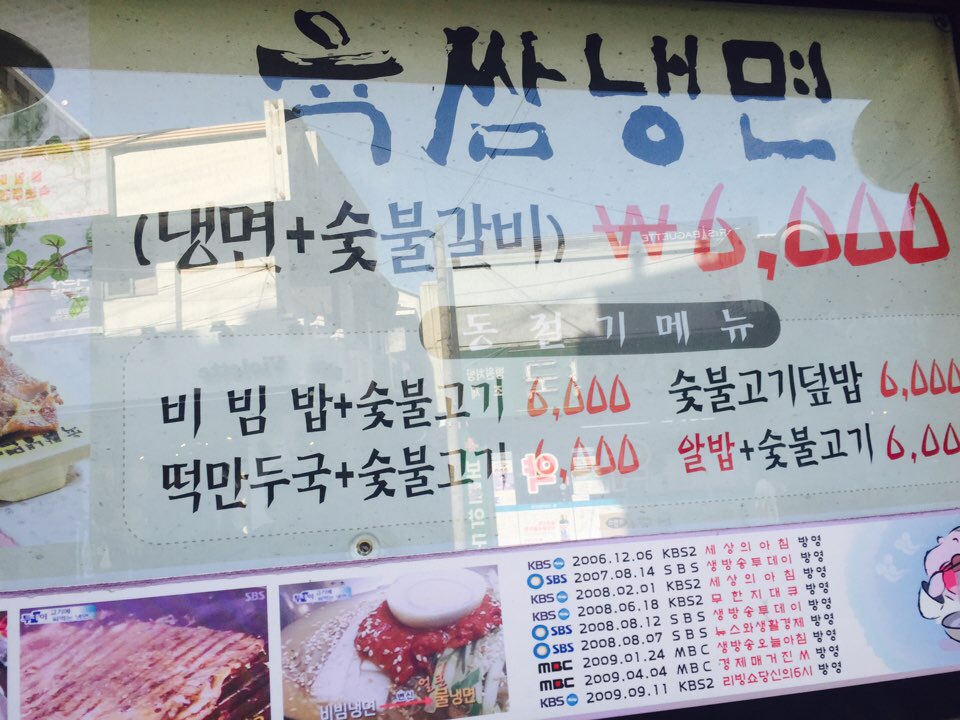 육쌈냉면
(냉면+숯불갈비) ₩6,000
동절기메뉴
비빔밥+숯불고기 6,000 숯불고기덮밥 6,000
떡만두국+숯불고기 6,000 알밥+숯불고기 6,00
KBS 2006.12.06 KBS2 세상의아침 방영
SBS 2007.08.14 SBS 생방송투데이 방영
KBS 2008.02.01 KBS2 세상의아침 방영
KBS 2008.06.18 KBS2 무한지대큐 방영
SBS 2008.08.12 SBS 생방송투데이 방영
SBS 2008.08.07 SBS 뉴스와생활경제 방영
MBC 2009.01.24 MBC 생방송오늘아침 방영
MBC 2009.04.04 MBC 경제매거진M 방영
KBS 2009.09.11 KBS2 리빙쇼당신의6시 방영
고기에
SBS
비빔냉면
변신
물냉면
BAGUETTE
약